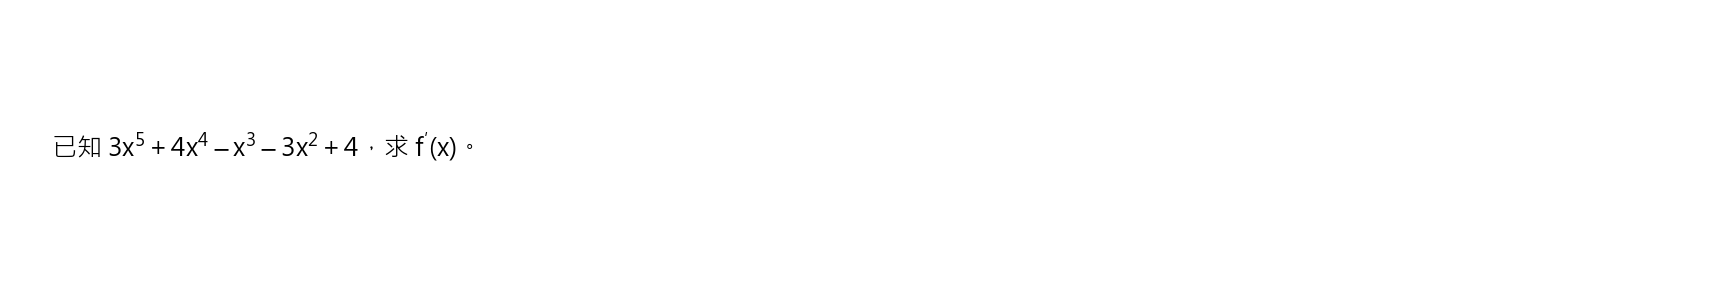 已知 3x⁵ + 4x⁴ – x³ – 3x² + 4，求 f′(x)。